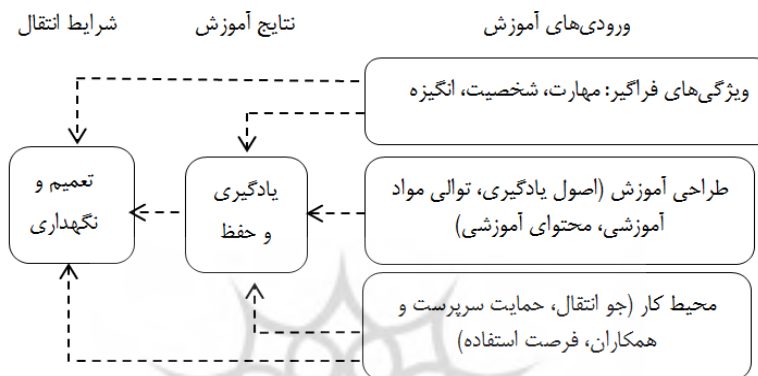 ورودی‌های آموزش
نتایج آموزش
شرایط انتقال
ویژگی‌های فراگیر: مهارت، شخصیت، انگیزه
طراحی آموزش (اصول یادگیری، توالی مواد
آموزشی، محتوای آموزشی)
محیط کار (جو انتقال، حمایت سرپرست و
همکاران، فرصت استفاده)
یادگیری
و حفظ
تعمیم و
نگهداری